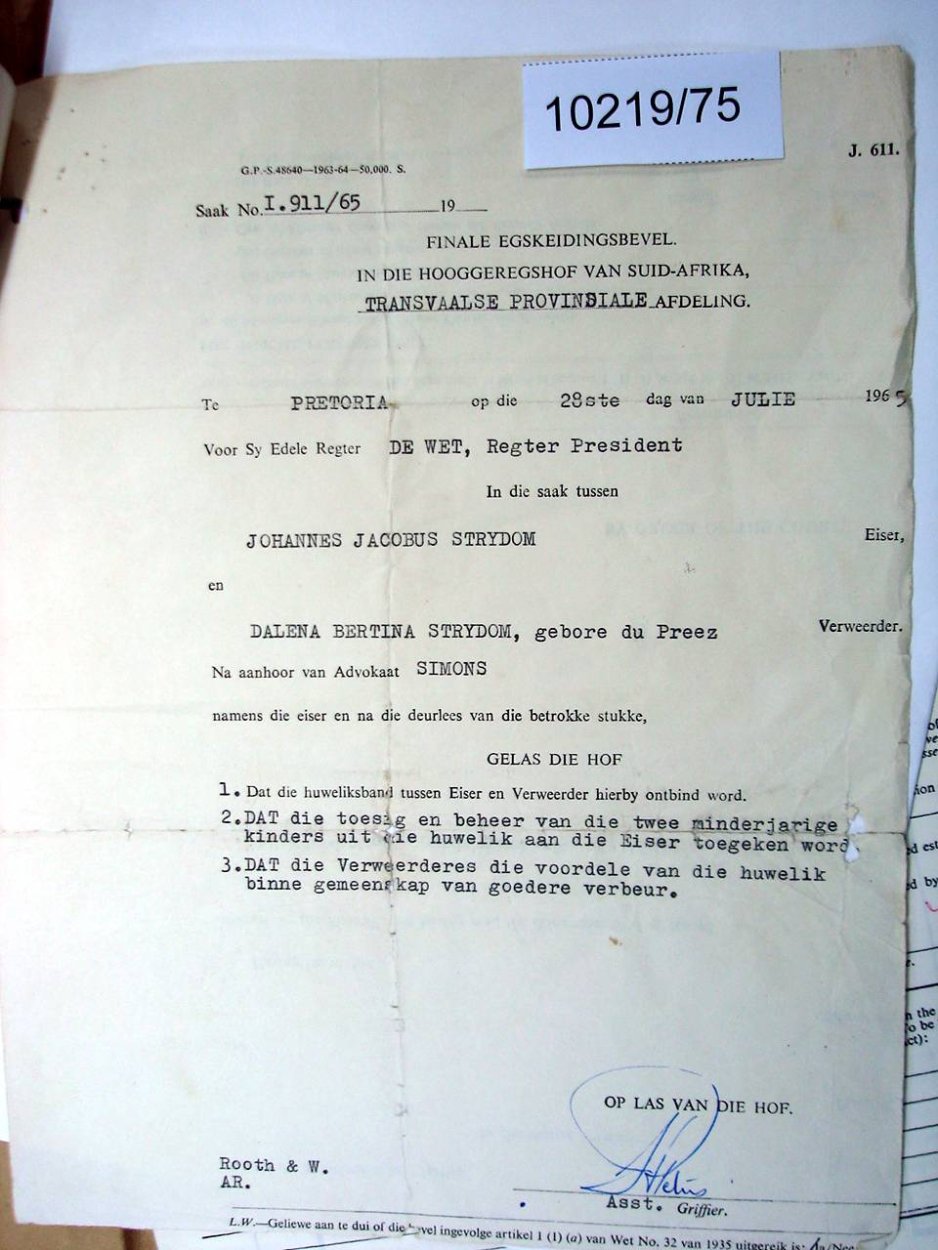 10219/75
J. 611.
G.P.-S.48640—1963-64—50,000. S.
Saak No. I.911/65 19
FINALE EGSKEIDINGSBEVEL.
IN DIE HOOGGEREGSHOF VAN SUID-AFRIKA,
TRANSVAALSE PROVINSIALE AFDELING.
Te PRETORIA op die 28ste dag van JULIE 1965
Voor Sy Edele Regter DE WET, Regter President
In die saak tussen
JOHANNES JACOBUS STRYDOM Eiser,
en
DALENA BERTINA STRYDOM, gebore du Preez Verweerder.
Na aanhoor van Advokaat SIMONS
namens die eiser en na die deurlees van die betrokke stukke,
GELAS DIE HOF
1. Dat die huweliksband tussen Eiser en Verweerder hierby ontbind word.
2. DAT die toesig en beheer van die twee minderjarige
kinders uit die huwelik aan die Eiser toegeken word.
3. DAT die Verweerderes die voordele van die huwelik
binne gemeenskap van goedere verbeur.
OP LAS VAN DIE HOF.
Rooth & W.
AR.
Asst. Griffier.
L.W.—Geliewe aan te dui of die bevel ingevolge artikel 1 (1) (a) van Wet No. 32 van 1935 uitgereik is: